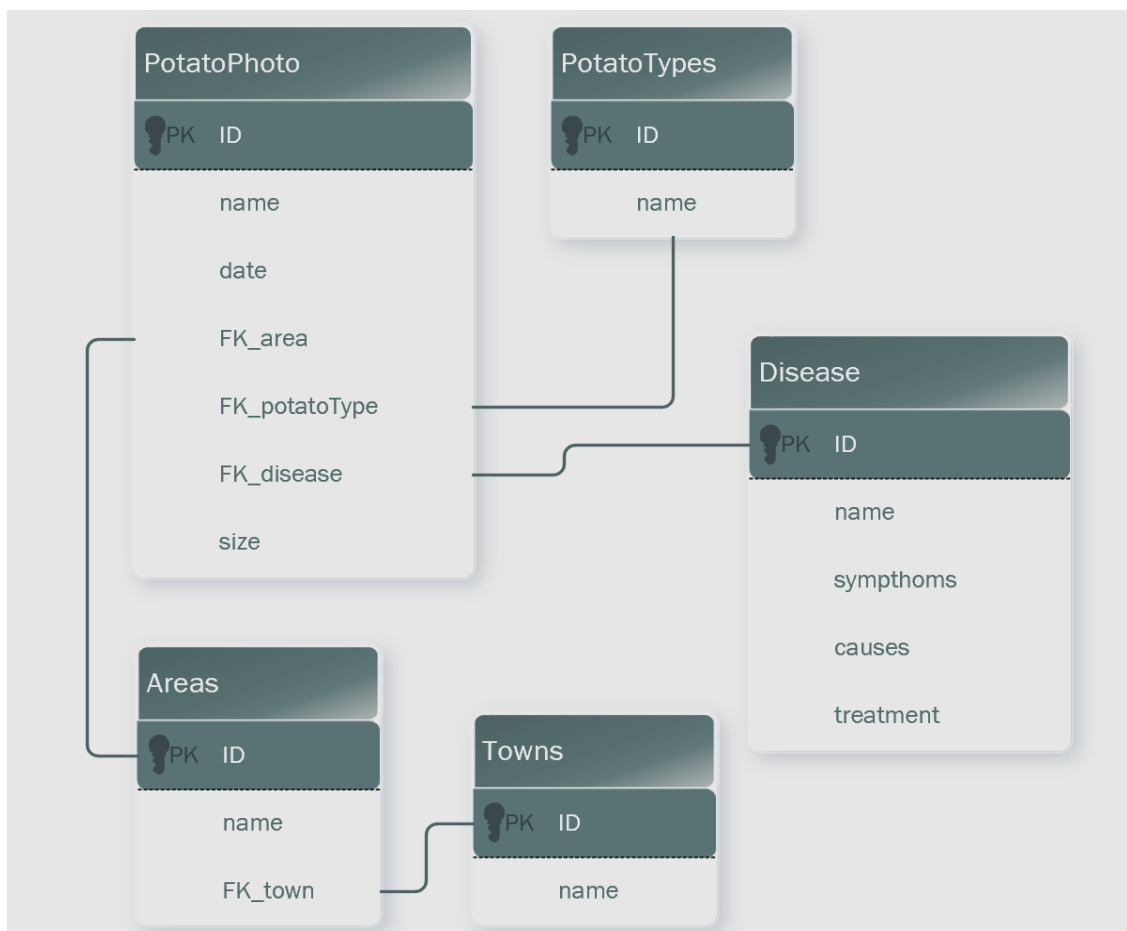 PotatoPhoto
PK ID
name
date
FK_area
FK_potatoType
FK_disease
size
PotatoTypes
PK ID
name
Disease
PK ID
name
sympthoms
causes
treatment
Areas
PK ID
name
FK_town
Towns
PK ID
name